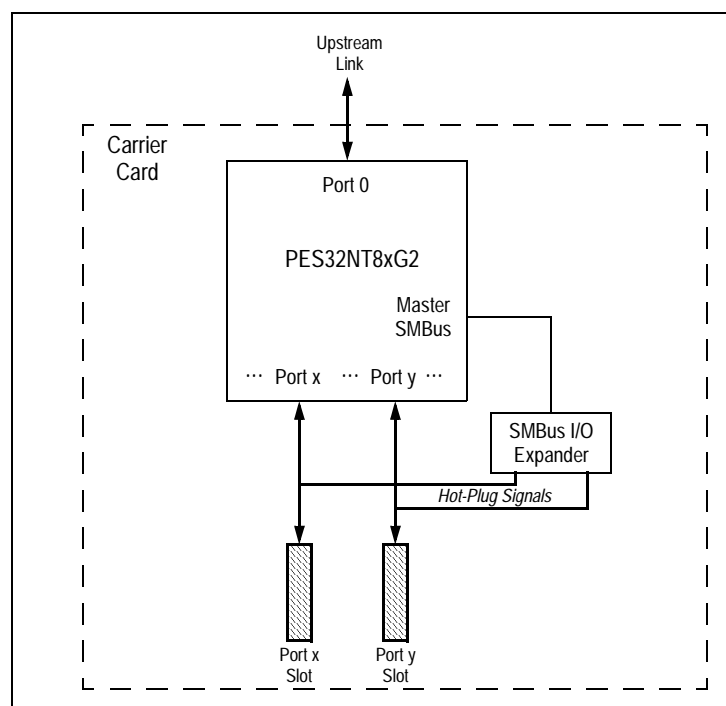 Upstream
Link
Carrier
Card
Port 0
PES32NT8xG2
Master
SMBus
··· Port x ··· Port y ···
SMBus I/O
Expander
Hot-Plug Signals
Port x
Slot
Port y
Slot